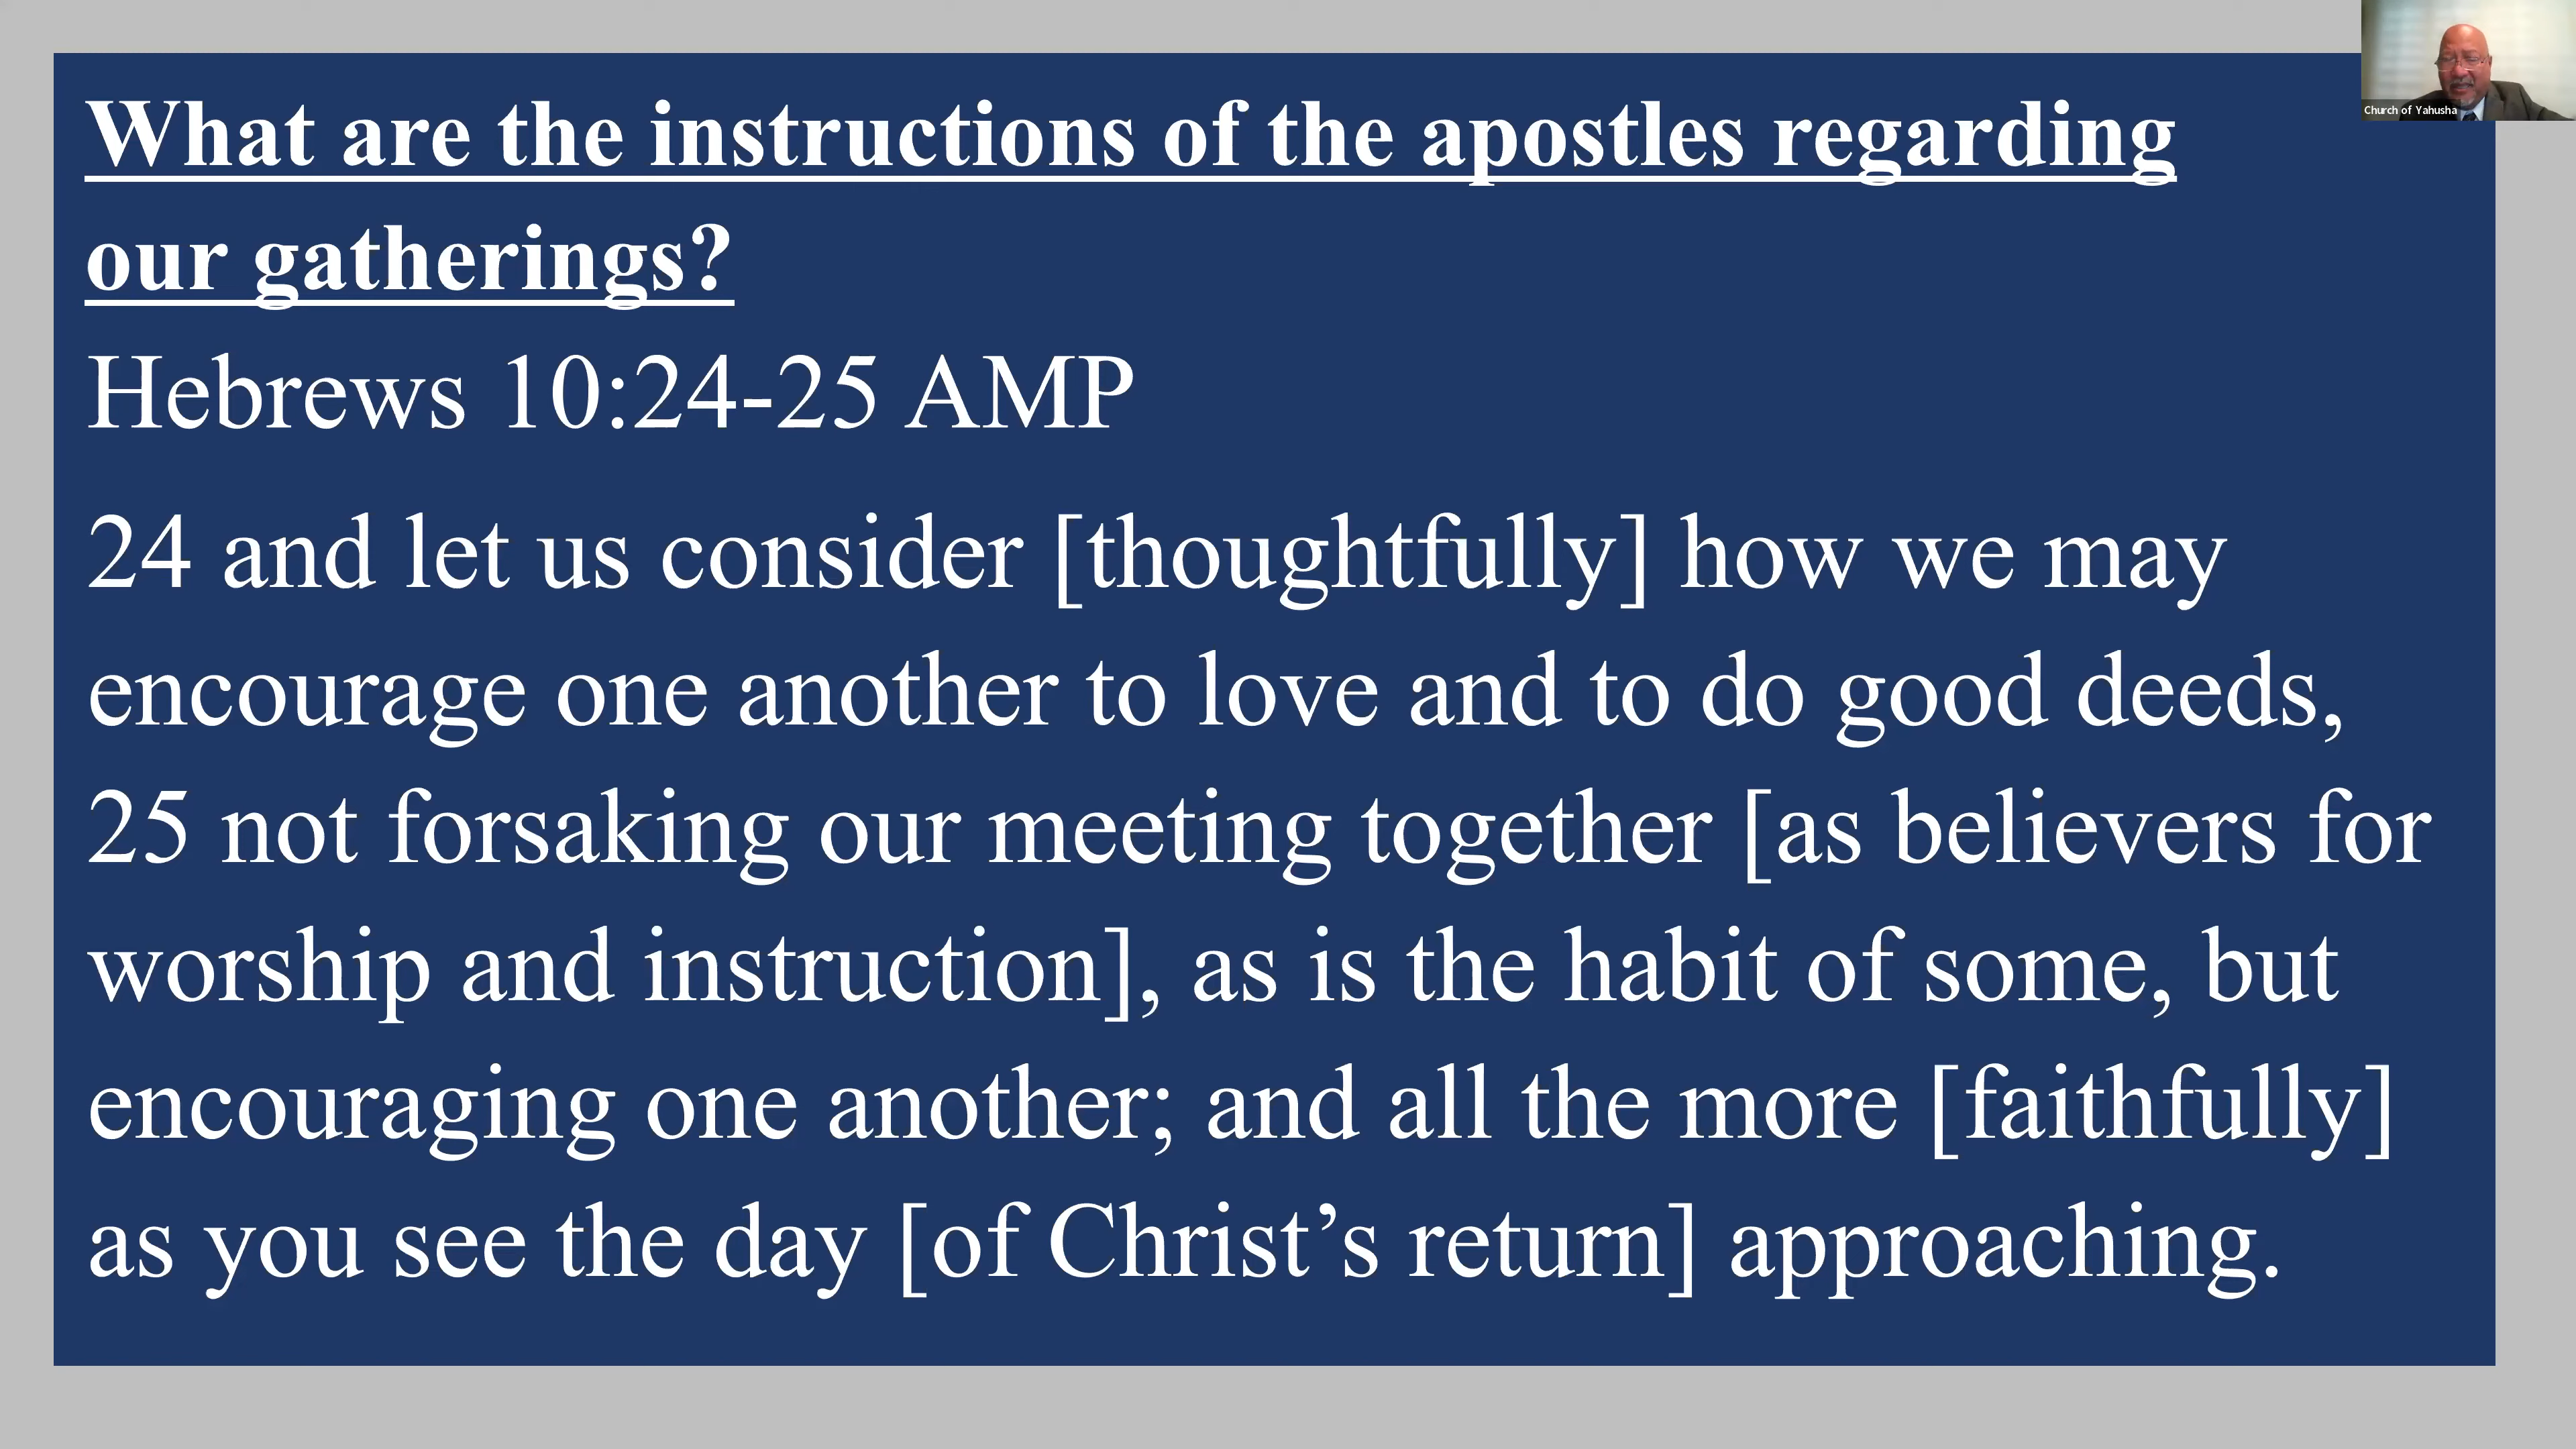 What are the instructions of the apostles regarding
our gatherings?
Hebrews 10:24-25 AMP
24 and let us consider [thoughtfully] how we may
encourage one another to love and to do good deeds,
25 not forsaking our meeting together [as believers for
worship and instruction], as is the habit of some, but
encouraging one another; and all the more [faithfully]
as you see the day [of Christ’s return] approaching.
Church of Yahusha